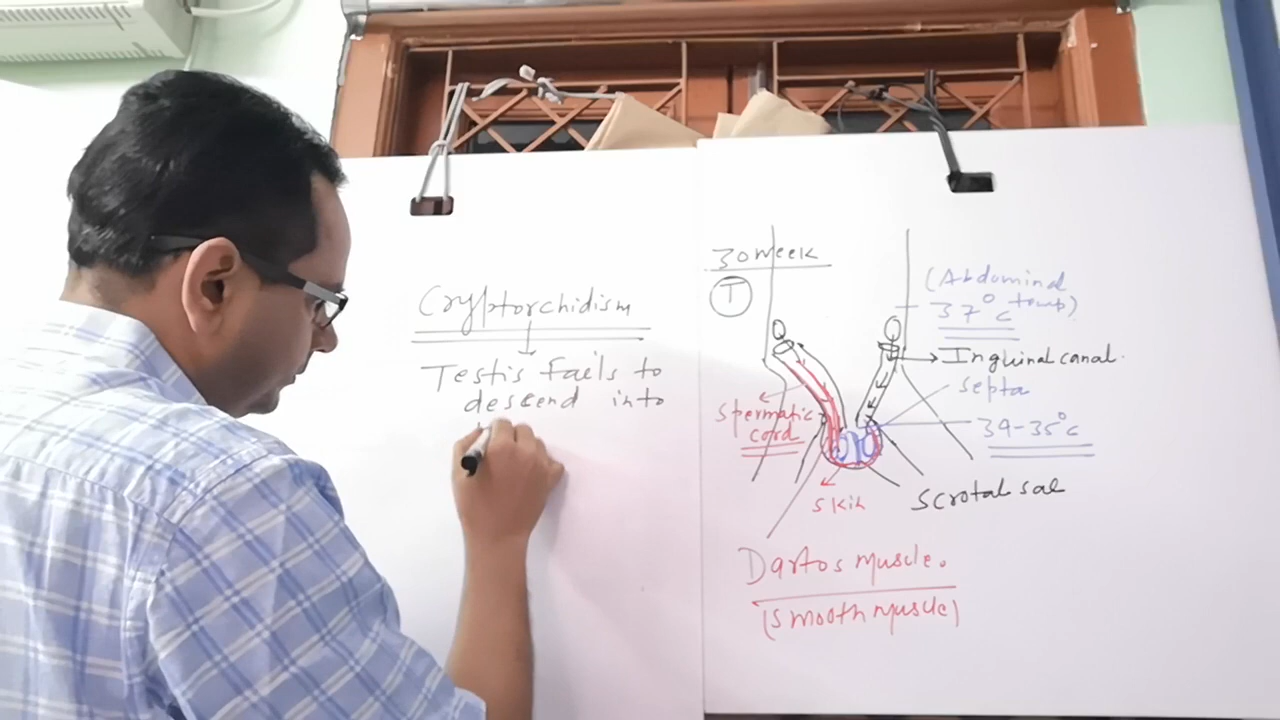 Cryptorchidism
Testis fails to
descend into
30 week
T
(Abdominal
37°C temp)
Inguinal canal.
septa
39-35°C
Spermatic
cord
skin
Scrotal sac
Dartos muscle.
(smooth muscle)